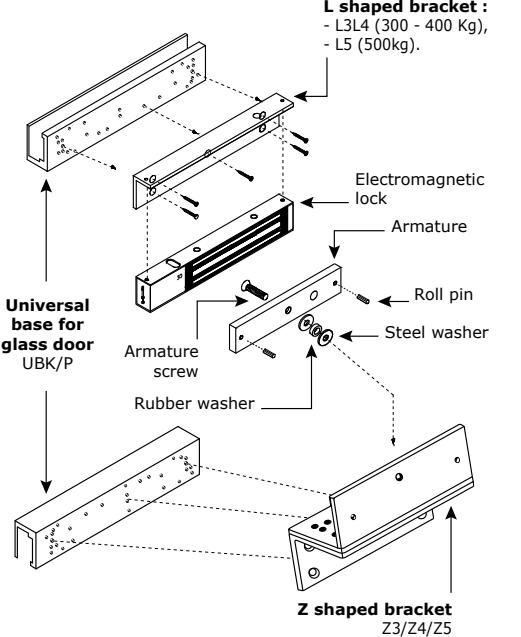 L shaped bracket :
- L3L4 (300 - 400 Kg),
- L5 (500kg).
Electromagnetic
lock
Armature
Roll pin
Steel washer
Universal
base for
glass door
UBK/P
Armature
screw
Rubber washer
Z shaped bracket
Z3/Z4/Z5